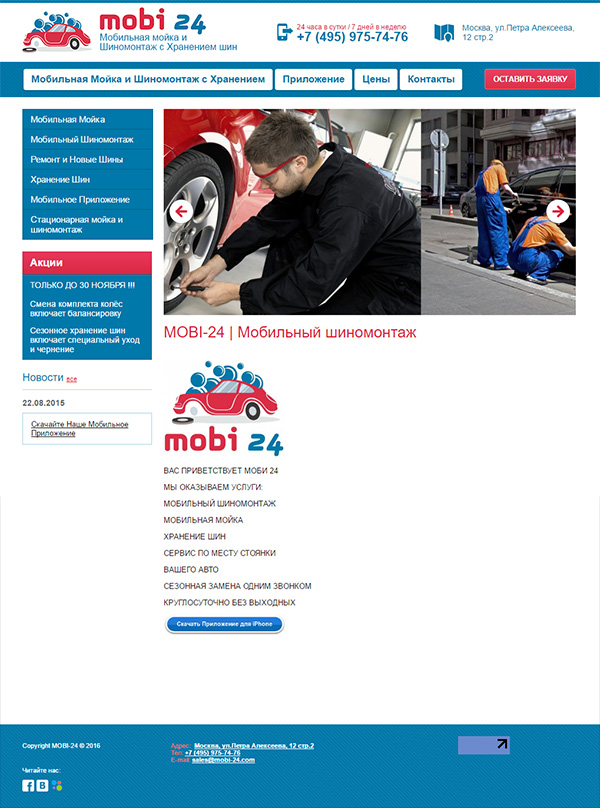 mobi 24
Мобильная мойка и
Шиномонтаж с Хранением шин
24 часа в сутки / 7 дней в неделю
+7 (495) 975-74-76
Москва, ул.Петра Алексеева,
12 стр.2
Мобильная Мойка и Шиномонтаж с Хранением
Приложение
Цены
Контакты
ОСТАВИТЬ ЗАЯВКУ
Мобильная Мойка
Мобильный Шиномонтаж
Ремонт и Новые Шины
Хранение Шин
Мобильное Приложение
Стационарная мойка и
шиномонтаж
Акции
ТОЛЬКО ДО 30 НОЯБРЯ !!!
Смена комплекта колёс
включает балансировку
Сезонное хранение шин
включает специальный уход
и чернение
Новости все
22.08.2015
Скачайте Наше Мобильное
Приложение
MOBI-24 | Мобильный шиномонтаж
mobi 24
ВАС ПРИВЕТСТВУЕТ МОБИ 24
МЫ ОКАЗЫВАЕМ УСЛУГИ:
МОБИЛЬНЫЙ ШИНОМОНТАЖ
МОБИЛЬНАЯ МОЙКА
ХРАНЕНИЕ ШИН
СЕРВИС ПО МЕСТУ СТОЯНКИ
ВАШЕГО АВТО
СЕЗОННАЯ ЗАМЕНА ОДНИМ ЗВОНКОМ
КРУГЛОСУТОЧНО БЕЗ ВЫХОДНЫХ
Скачать Приложение для iPhone
Copyright MOBI-24 © 2016
Адрес: Москва, ул.Петра Алексеева, 12 стр.2
Тел: +7 (495) 975-74-76
E-mail: sales@mobi-24.com
Читайте нас: